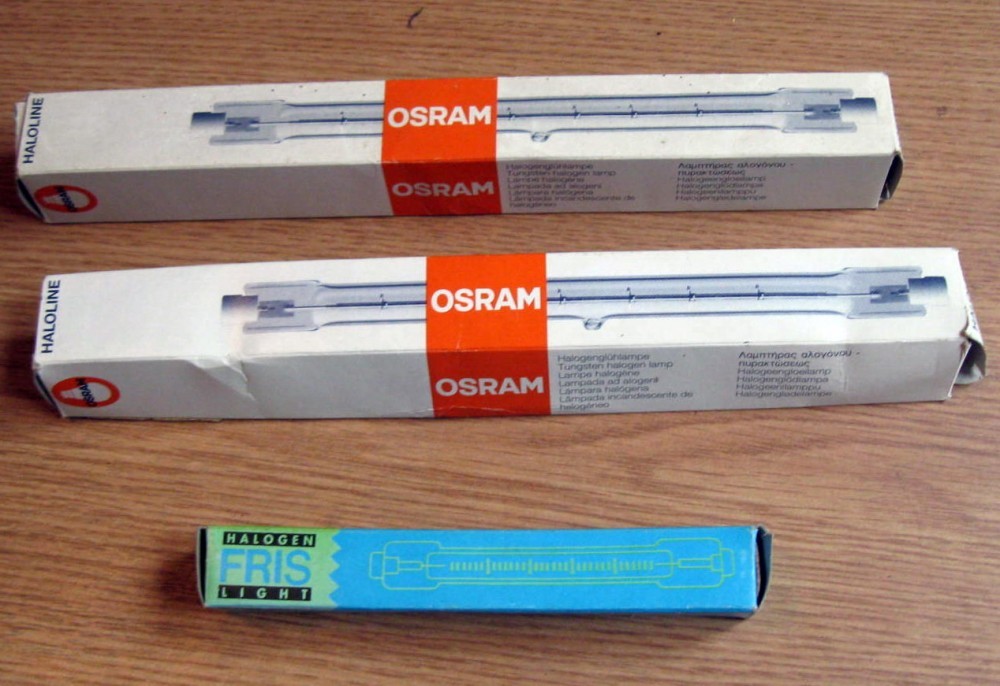 HALOLINE
OSRAM
OSRAM
OSRAM
Halogenglühlampe
Tungsten halogen lamp
Lampe halogène
Lampada ad alogeni
Lámpara halógena
Lâmpada incandescente de
halogéneo
Λαμπτήρας αλογόνου -
πυρακτώσεως
Halogeengloeilamp
Halogenglödlampa
Halogeenilamppu
Halogenglødelampe
HALOLINE
OSRAM
OSRAM
OSRAM
Halogenglühlampe
Tungsten halogen lamp
Lampe halogène
Lampada ad alogeni
Lámpara halógena
Lâmpada incandescente de
halogéneo
Λαμπτήρας αλογόνου -
πυρακτώσεως
Halogeengloeilamp
Halogenglödlampa
Halogeenilamppu
Halogenglødelampe
HALOGEN
FRIS
LIGHT